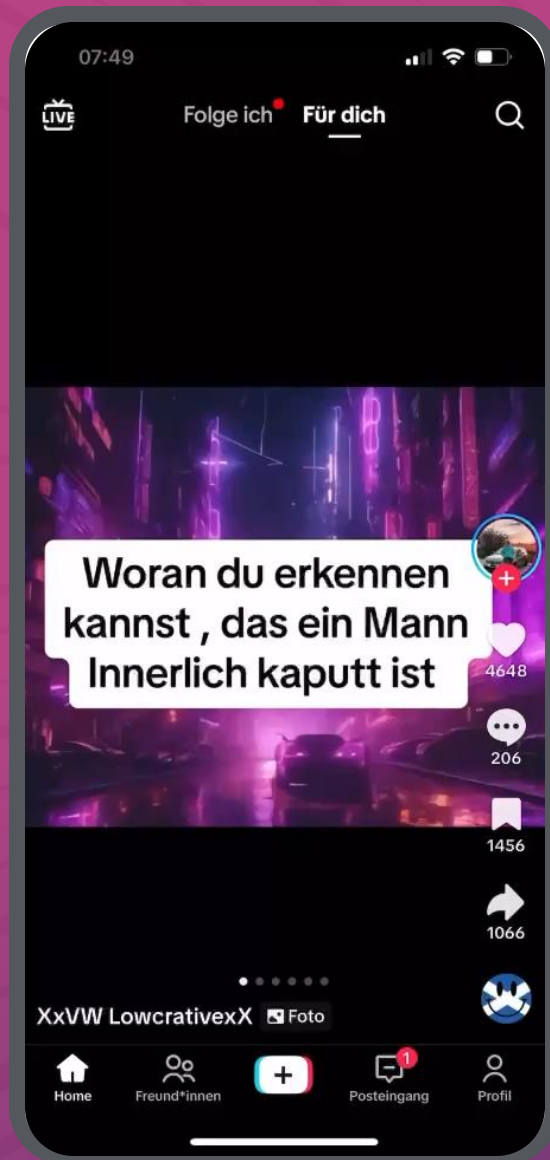 07:49
LIVE
Folge ich Für dich
Woran du erkennen
kannst , das ein Mann
Innerlich kaputt ist
4648
206
1456
1066
XxVW LowcrativexX Foto
1
Home Freund*innen Posteingang Profil